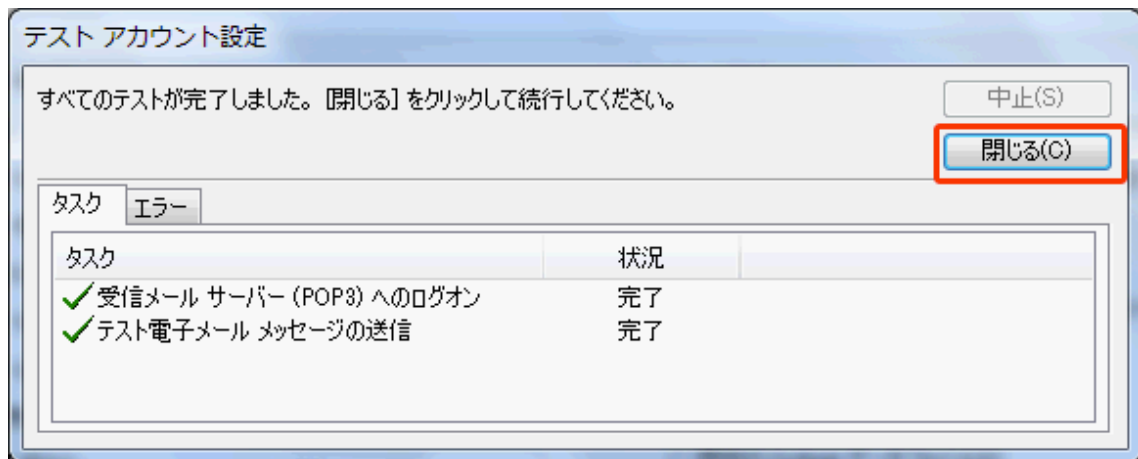 テスト アカウント設定
すべてのテストが完了しました。[閉じる] をクリックして続行してください。
中止(S)
閉じる(C)
タスク エラー
タスク 状況
受信メール サーバー (POP3) へのログオン 完了
テスト電子メール メッセージの送信 完了